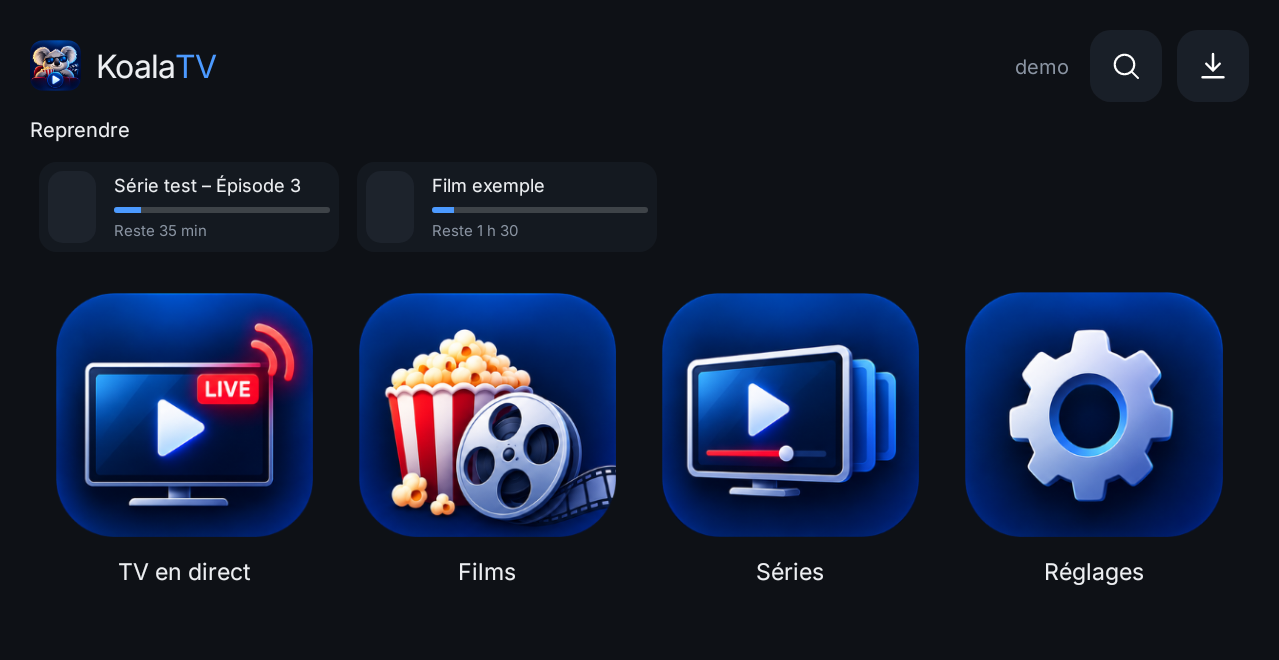 KoalaTV
demo
Reprendre
Série test – Épisode 3
Reste 35 min
Film exemple
Reste 1 h 30
LIVE
TV en direct
Films
Séries
Réglages